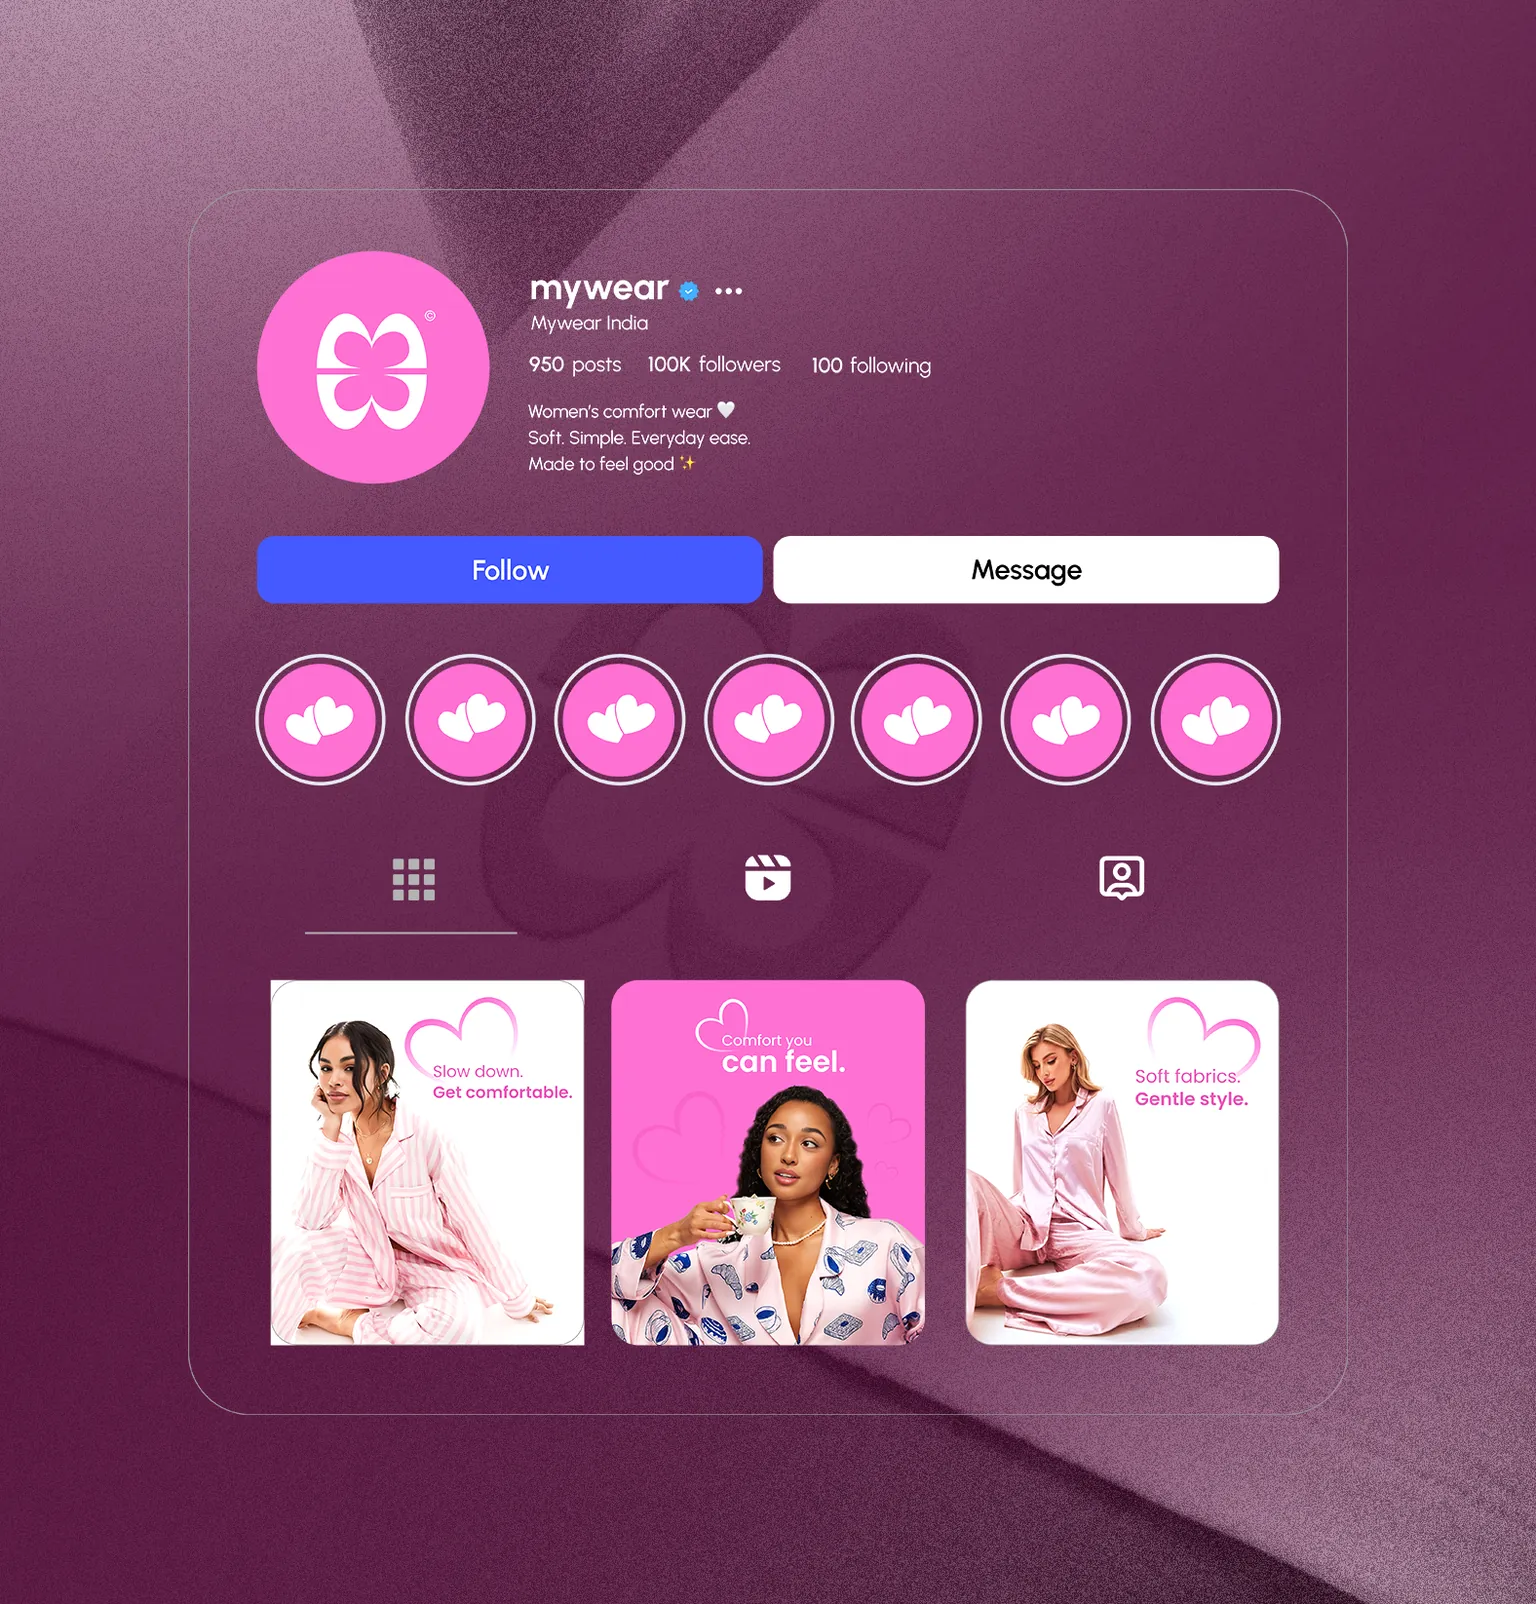 ©
mywear
Mywear India
950 posts 100K followers 100 following
Women's comfort wear 🤍
Soft. Simple. Everyday ease.
Made to feel good ✨
Follow Message
Slow down.
Get comfortable.
Comfort you
can feel.
Soft fabrics.
Gentle style.